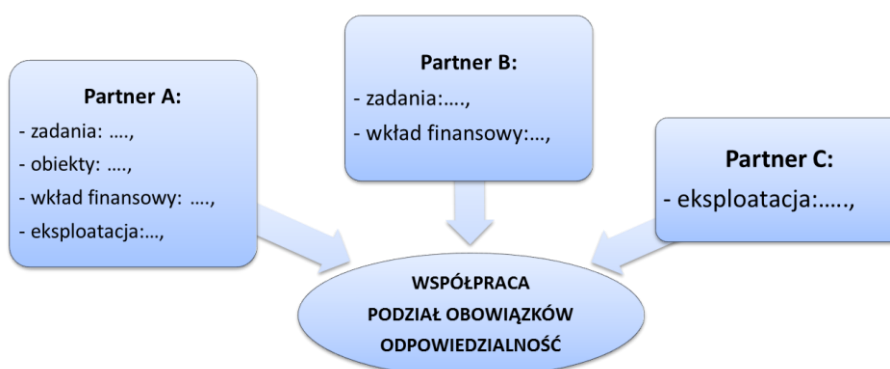 Partner A:
- zadania: ....,
- obiekty: ....,
- wkład finansowy: ....,
- eksploatacja:...,
Partner B:
- zadania:....,
- wkład finansowy:...,
Partner C:
- eksploatacja:.....,
WSPÓŁPRACA
PODZIAŁ OBOWIĄZKÓW
ODPOWIEDZIALNOŚĆ